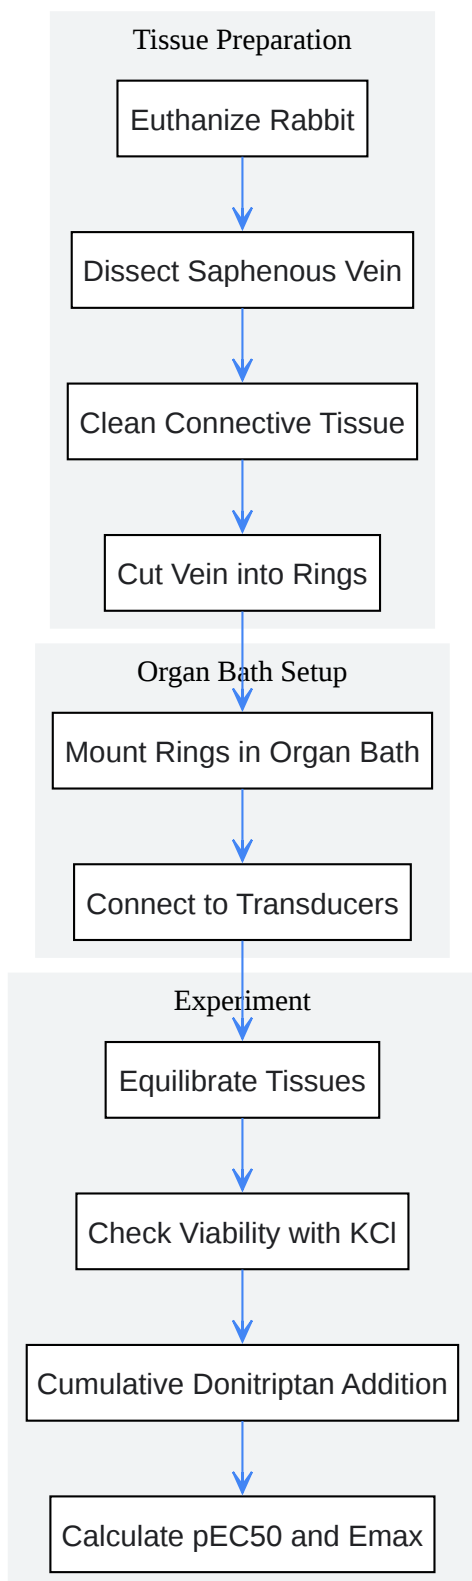 Tissue Preparation
Euthanize Rabbit
Dissect Saphenous Vein
Clean Connective Tissue
Cut Vein into Rings
Organ Bath Setup
Mount Rings in Organ Bath
Connect to Transducers
Experiment
Equilibrate Tissues
Check Viability with KCl
Cumulative Donitriptan Addition
Calculate pEC50 and Emax